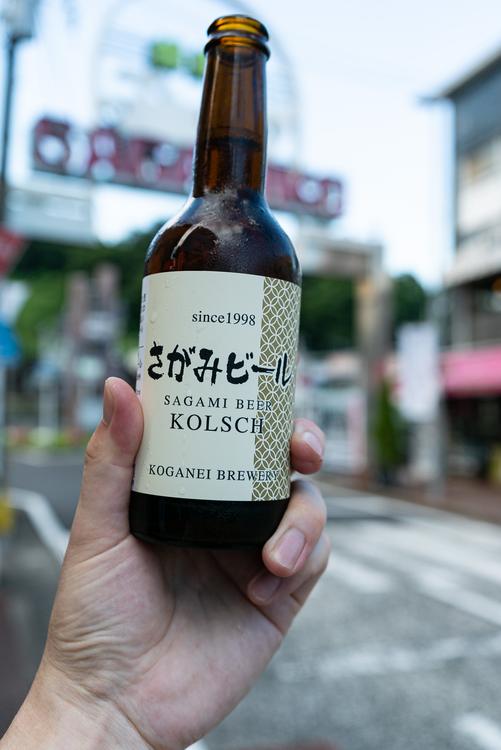 since1998
さがみビール
SAGAMI BEER
KOLSCH
KOGANEI BREWERY